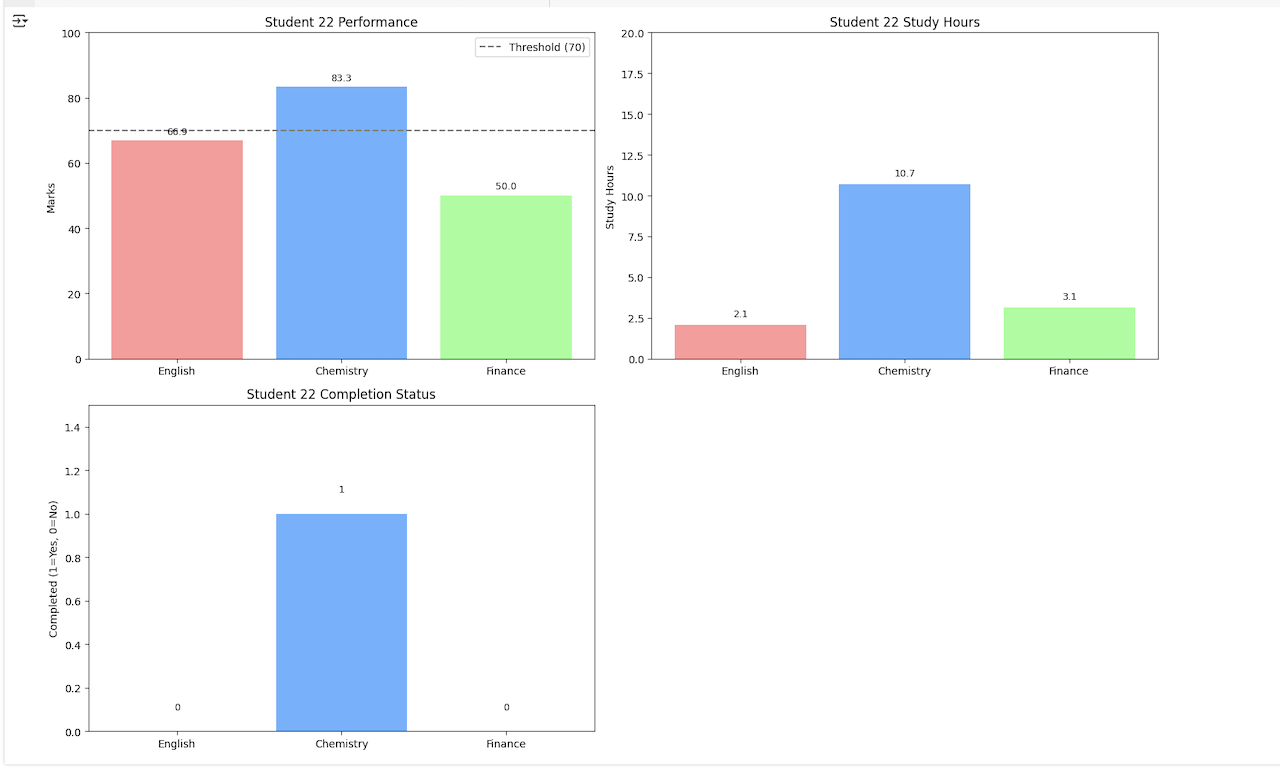 Student 22 Performance
Marks
100
80
60
40
20
0
Threshold (70)
66.9
83.3
50.0
English
Chemistry
Finance
Student 22 Study Hours
Study Hours
20.0
17.5
15.0
12.5
10.0
7.5
5.0
2.5
0.0
2.1
10.7
3.1
English
Chemistry
Finance
Student 22 Completion Status
Completed (1=Yes, 0=No)
1.4
1.2
1.0
0.8
0.6
0.4
0.2
0.0
0
1
0
English
Chemistry
Finance